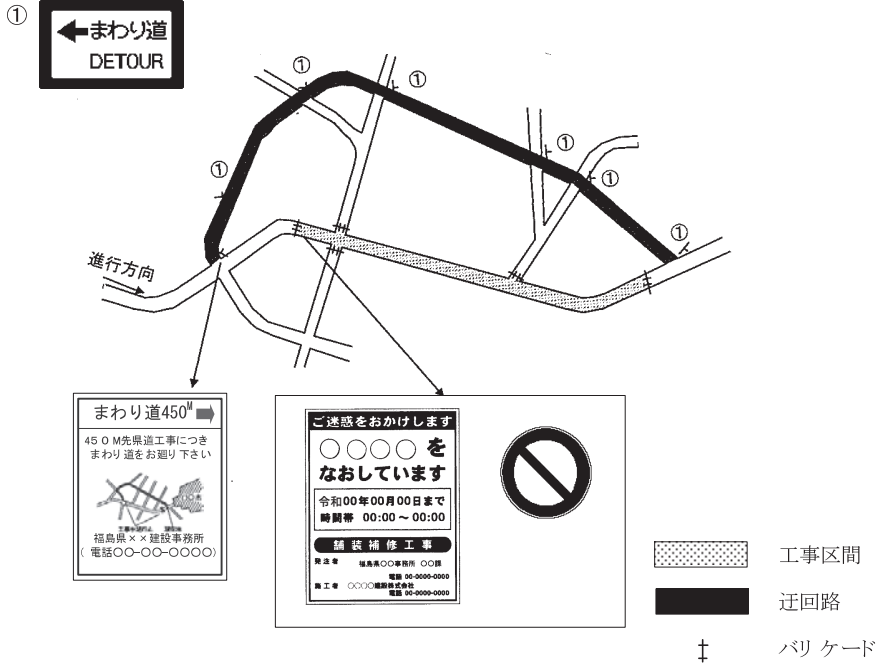 ①
まわり道
DETOUR
①
①
①
①
①
①
進行方向
まわり道450M
450M先県道工事につき
まわり道をお廻り下さい
福島県××建設事務所
(電話○○-○○-○○○○)
ご迷惑をおかけします
○○○○を
なおしています
令和00年00月00日まで
時間帯 00:00～00:00
舗装補修工事
発注者 福島県○○事務所 ○○課
電話 00-0000-0000
施工者 ○○○○建設株式会社
電話 00-0000-0000
工事区間
迂回路
バリケード